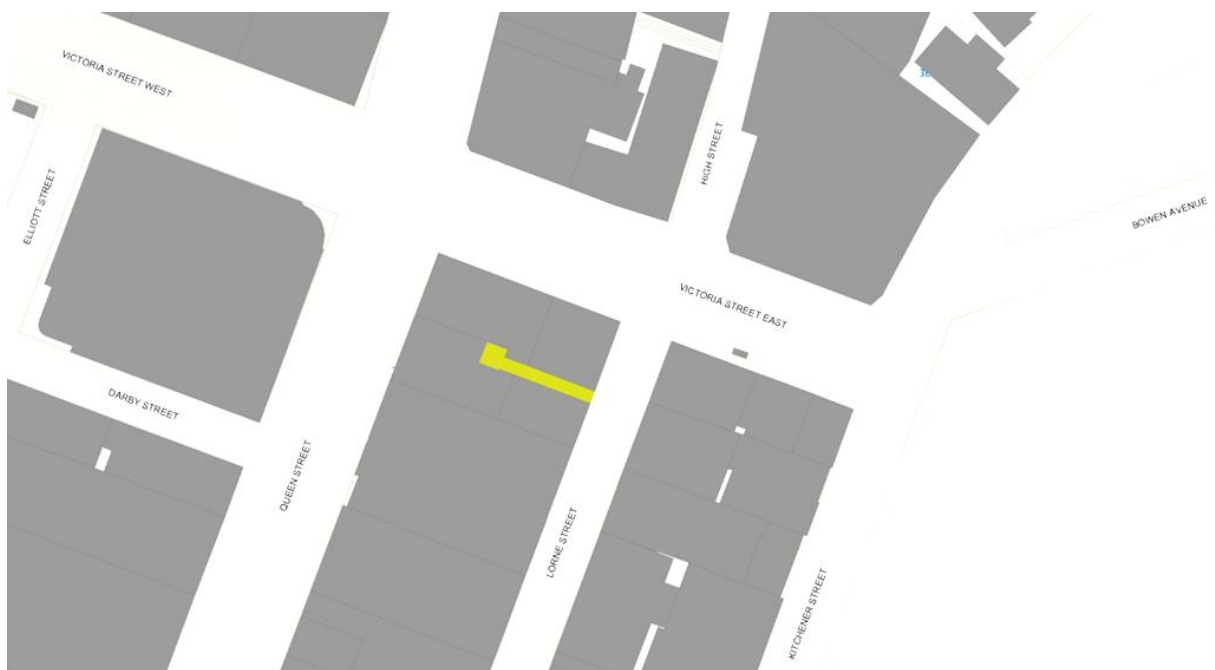 VICTORIA STREET WEST
HIGH STREET
ELLIOTT STREET
BOWEN AVENUE
VICTORIA STREET EAST
DARBY STREET
QUEEN STREET
LORNE STREET
KITCHENER STREET